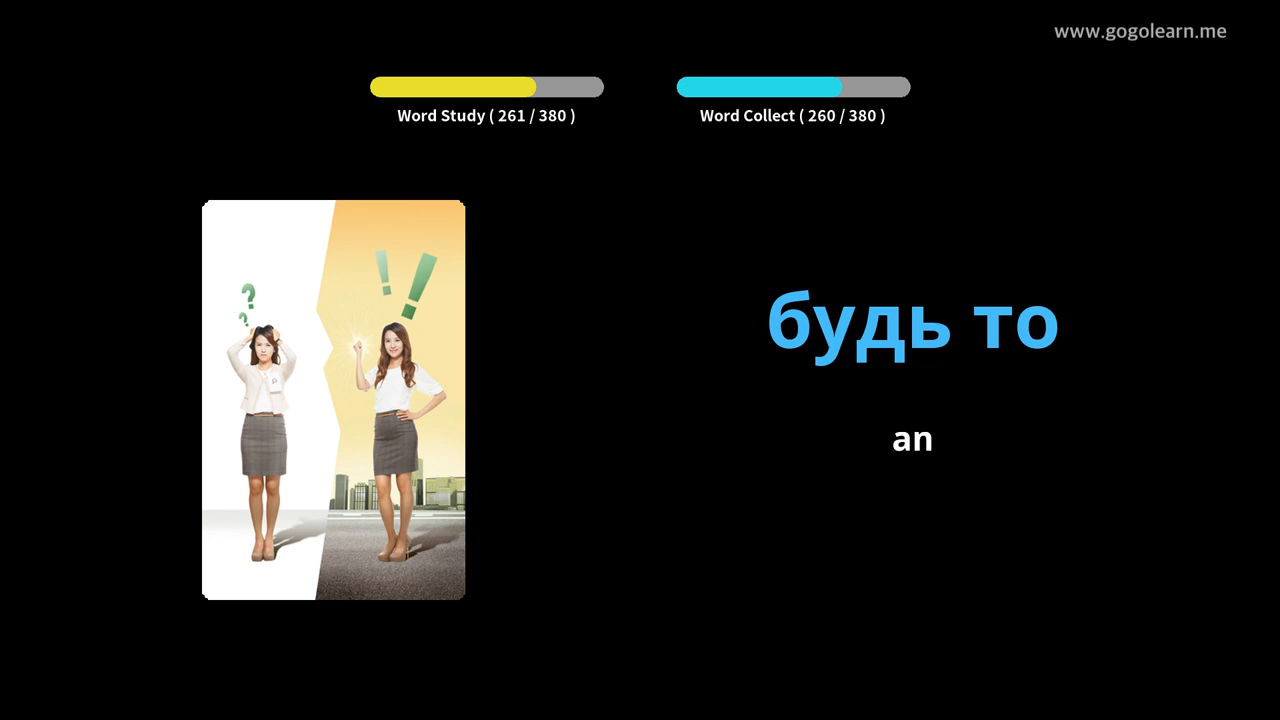 www.gogolearn.me
Word Study ( 261 / 380 )
Word Collect ( 260 / 380 )
? ? ! !
будь то
an